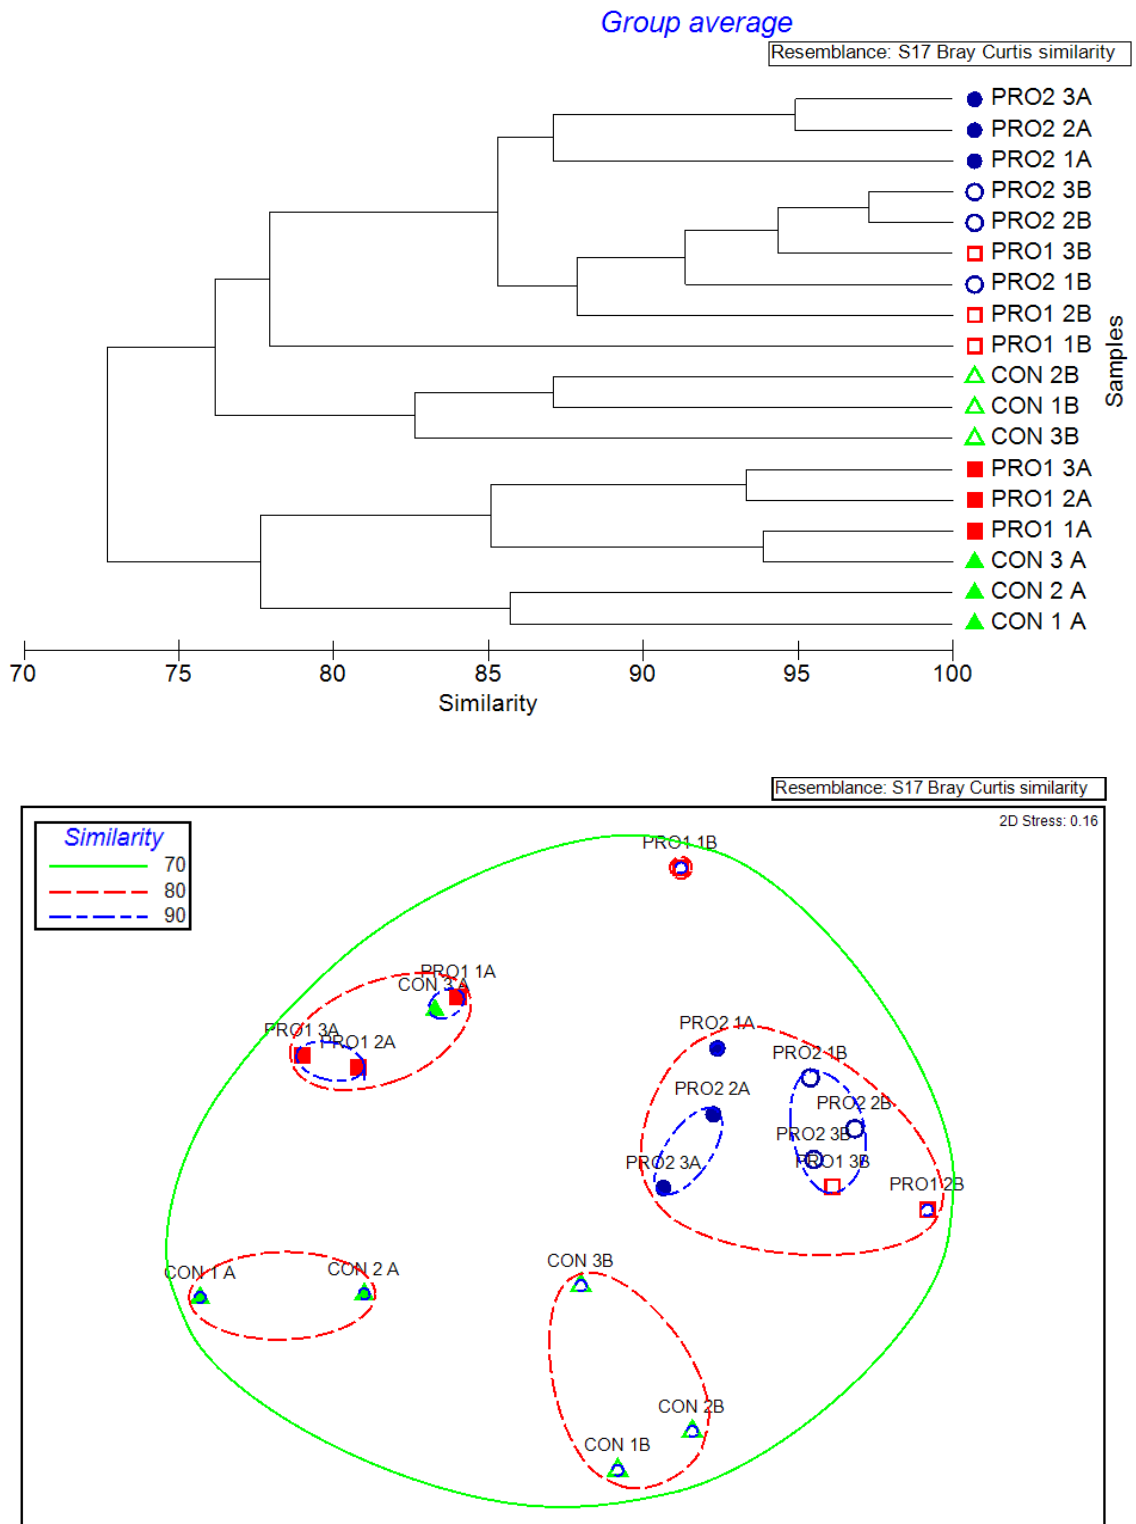 Group average
Resemblance: S17 Bray Curtis similarity
PRO2 3A
PRO2 2A
PRO2 1A
PRO2 3B
PRO2 2B
PRO1 3B
PRO2 1B
PRO1 2B
PRO1 1B
CON 2B
CON 1B
CON 3B
PRO1 3A
PRO1 2A
PRO1 1A
CON 3 A
CON 2 A
CON 1 A
Samples
70 75 80 85 90 95 100
Similarity
Resemblance: S17 Bray Curtis similarity
2D Stress: 0.16
Similarity
70
80
90
PRO1 1B
PRO1 1A
CON 3 A
PRO1 3A
PRO1 2A
PRO2 1A
PRO2 1B
PRO2 2A
PRO2 2B
PRO2 3B
PRO2 3A
PRO1 3B
PRO1 2B
CON 3B
CON 1 A
CON 2 A
CON 2B
CON 1B